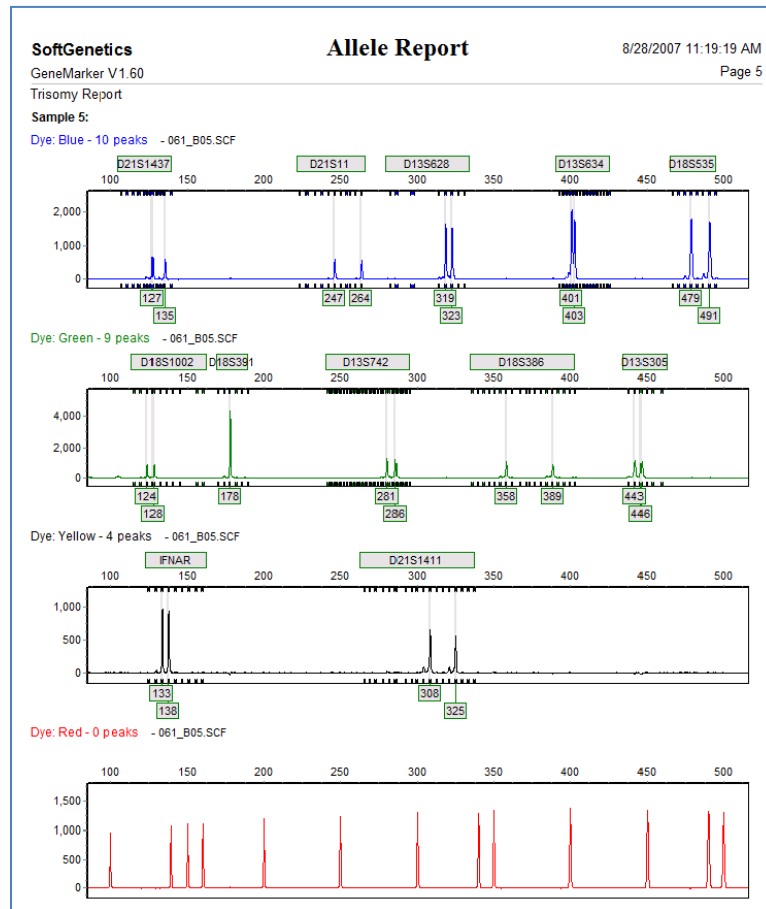 SoftGenetics Allele Report 8/28/2007 11:19:19 AM
GeneMarker V1.60 Page 5
Trisomy Report
Sample 5:
Dye: Blue - 10 peaks - 061_B05.SCF
D21S1437 D21S11 D13S628 D13S634 D18S535
100 150 200 250 300 350 400 450 500
2,000
1,000
0
127 247 264 319 401 479
135 323 403 491
Dye: Green - 9 peaks - 061_B05.SCF
D18S1002 D18S391 D13S742 D18S386 D13S305
100 150 200 250 300 350 400 450 500
4,000
2,000
0
124 178 281 358 389 443
128 286 446
Dye: Yellow - 4 peaks - 061_B05.SCF
IFNAR D21S1411
100 150 200 250 300 350 400 450 500
1,000
500
0
133 308 325
138
Dye: Red - 0 peaks - 061_B05.SCF
100 150 200 250 300 350 400 450 500
1,500
1,000
500
0